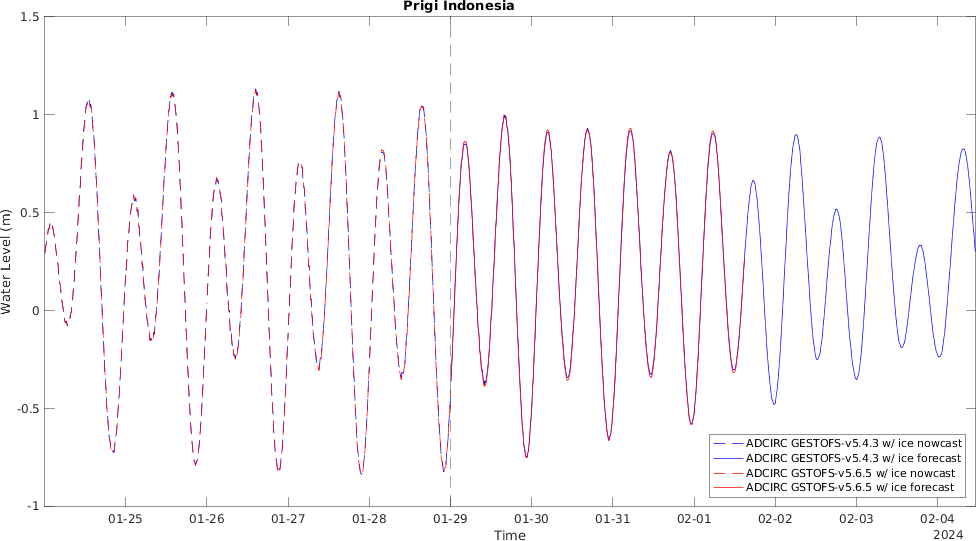 Prigi Indonesia
1.5
1
0.5
0
-0.5
-1
Water Level (m)
ADCIRC GESTOFS-v5.4.3 w/ ice nowcast
ADCIRC GESTOFS-v5.4.3 w/ ice forecast
ADCIRC GSTOFS-v5.6.5 w/ ice nowcast
ADCIRC GSTOFS-v5.6.5 w/ ice forecast
01-25 01-26 01-27 01-28 01-29 01-30 01-31 02-01 02-02 02-03 02-04
Time
2024